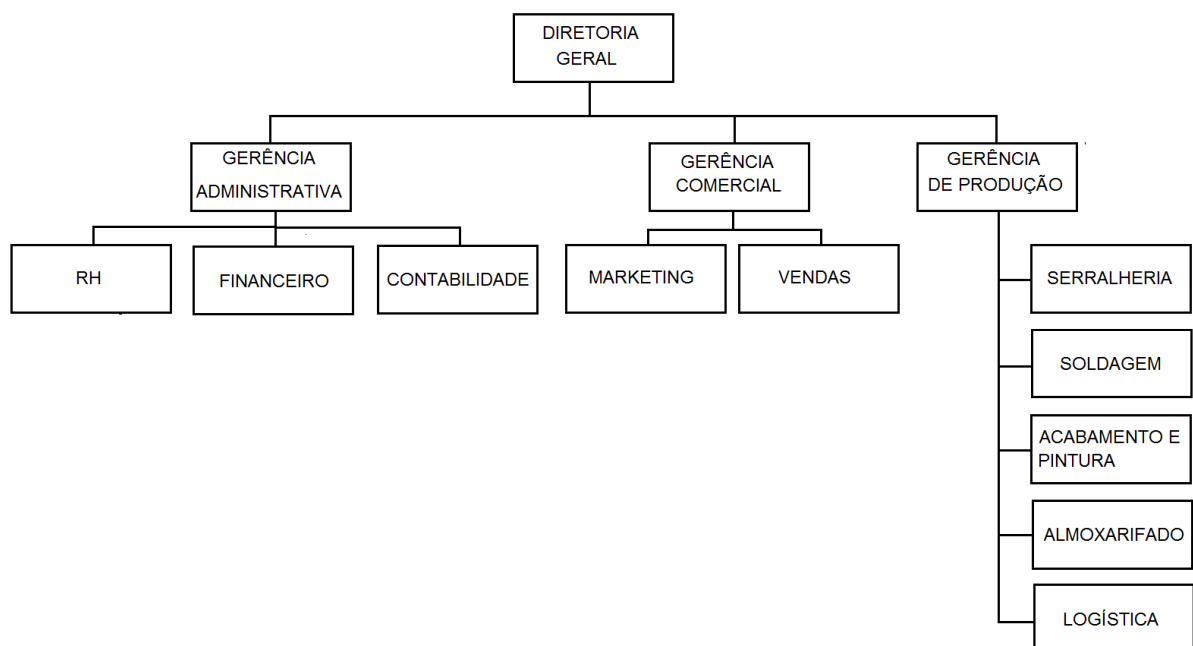 DIRETORIA
GERAL
GERÊNCIA
ADMINISTRATIVA
GERÊNCIA
COMERCIAL
GERÊNCIA
DE PRODUÇÃO
RH
FINANCEIRO
CONTABILIDADE
MARKETING
VENDAS
SERRALHERIA
SOLDAGEM
ACABAMENTO E
PINTURA
ALMOXARIFADO
LOGÍSTICA